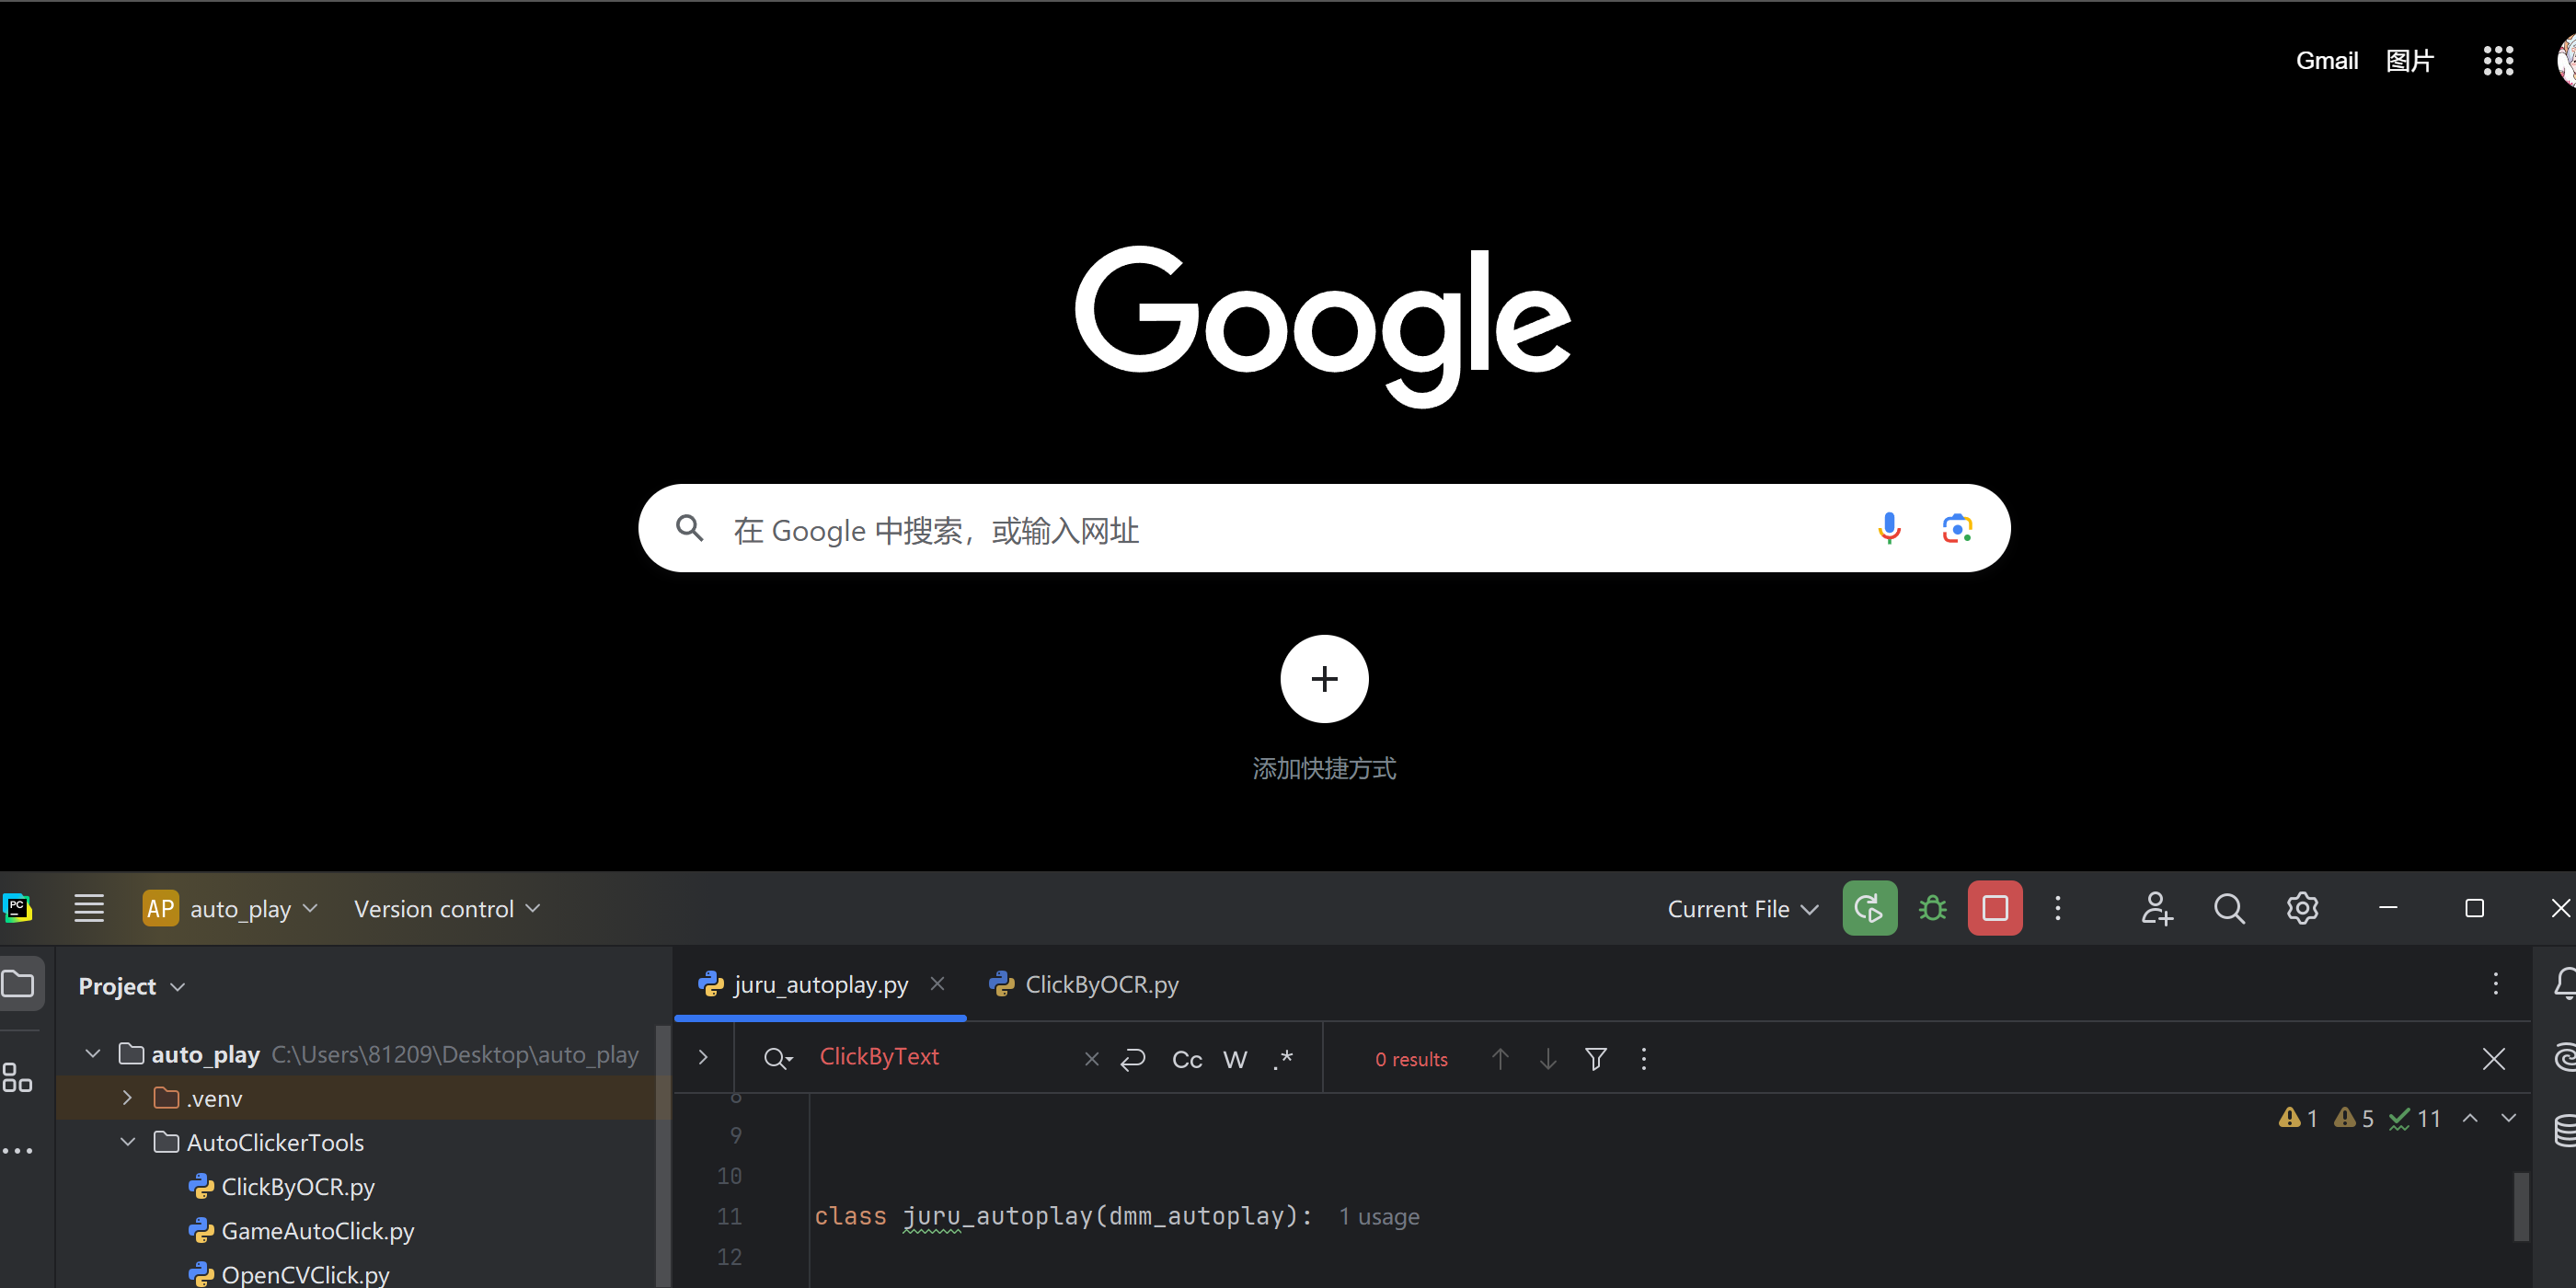 Gmail 图片
Google
在 Google 中搜索，或输入网址
添加快捷方式
PC AP auto_play Version control Current File
Project
juru_autoplay.py ClickByOCR.py
auto_play C:\Users\81209\Desktop\auto_play
ClickByText Cc W .* 0 results
.venv
1 5 11
AutoClickerTools
9
10
ClickByOCR.py
11 class juru_autoplay(dmm_autoplay): 1 usage
GameAutoClick.py
12
OpenCVClick.py